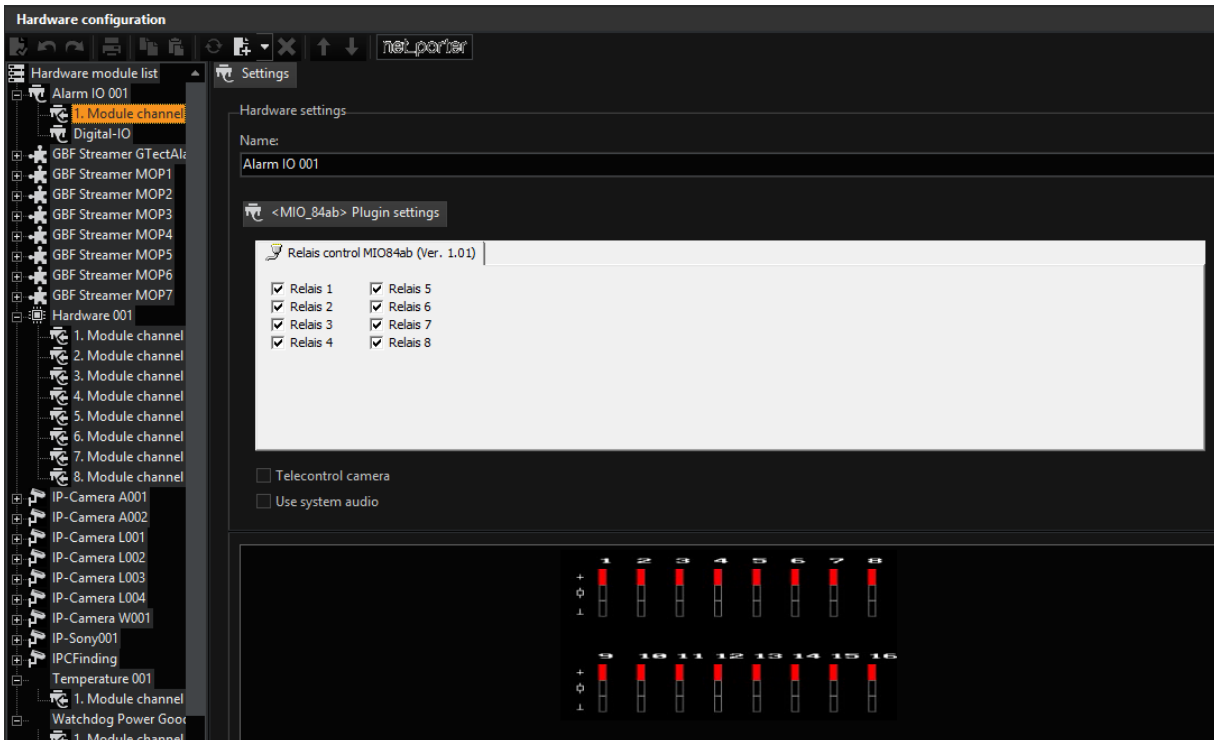 Hardware configuration
net_porter
Hardware module list
Alarm IO 001
1. Module channel
Digital-IO
GBF Streamer GTectAla
GBF Streamer MOP1
GBF Streamer MOP2
GBF Streamer MOP3
GBF Streamer MOP4
GBF Streamer MOP5
GBF Streamer MOP6
GBF Streamer MOP7
Hardware 001
1. Module channel
2. Module channel
3. Module channel
4. Module channel
5. Module channel
6. Module channel
7. Module channel
8. Module channel
IP-Camera A001
IP-Camera A002
IP-Camera L001
IP-Camera L002
IP-Camera L003
IP-Camera L004
IP-Camera W001
IP-Sony001
IPCFinding
Temperature 001
1. Module channel
Watchdog Power Good
1. Module channel
Settings
Hardware settings
Name:
Alarm IO 001
<MIO_84ab> Plugin settings
Relais control MIO84ab (Ver. 1.01)
Relais 1 Relais 5
Relais 2 Relais 6
Relais 3 Relais 7
Relais 4 Relais 8
Telecontrol camera
Use system audio
1 2 3 4 5 6 7 8
+
9 10 11 12 13 14 15 16
+